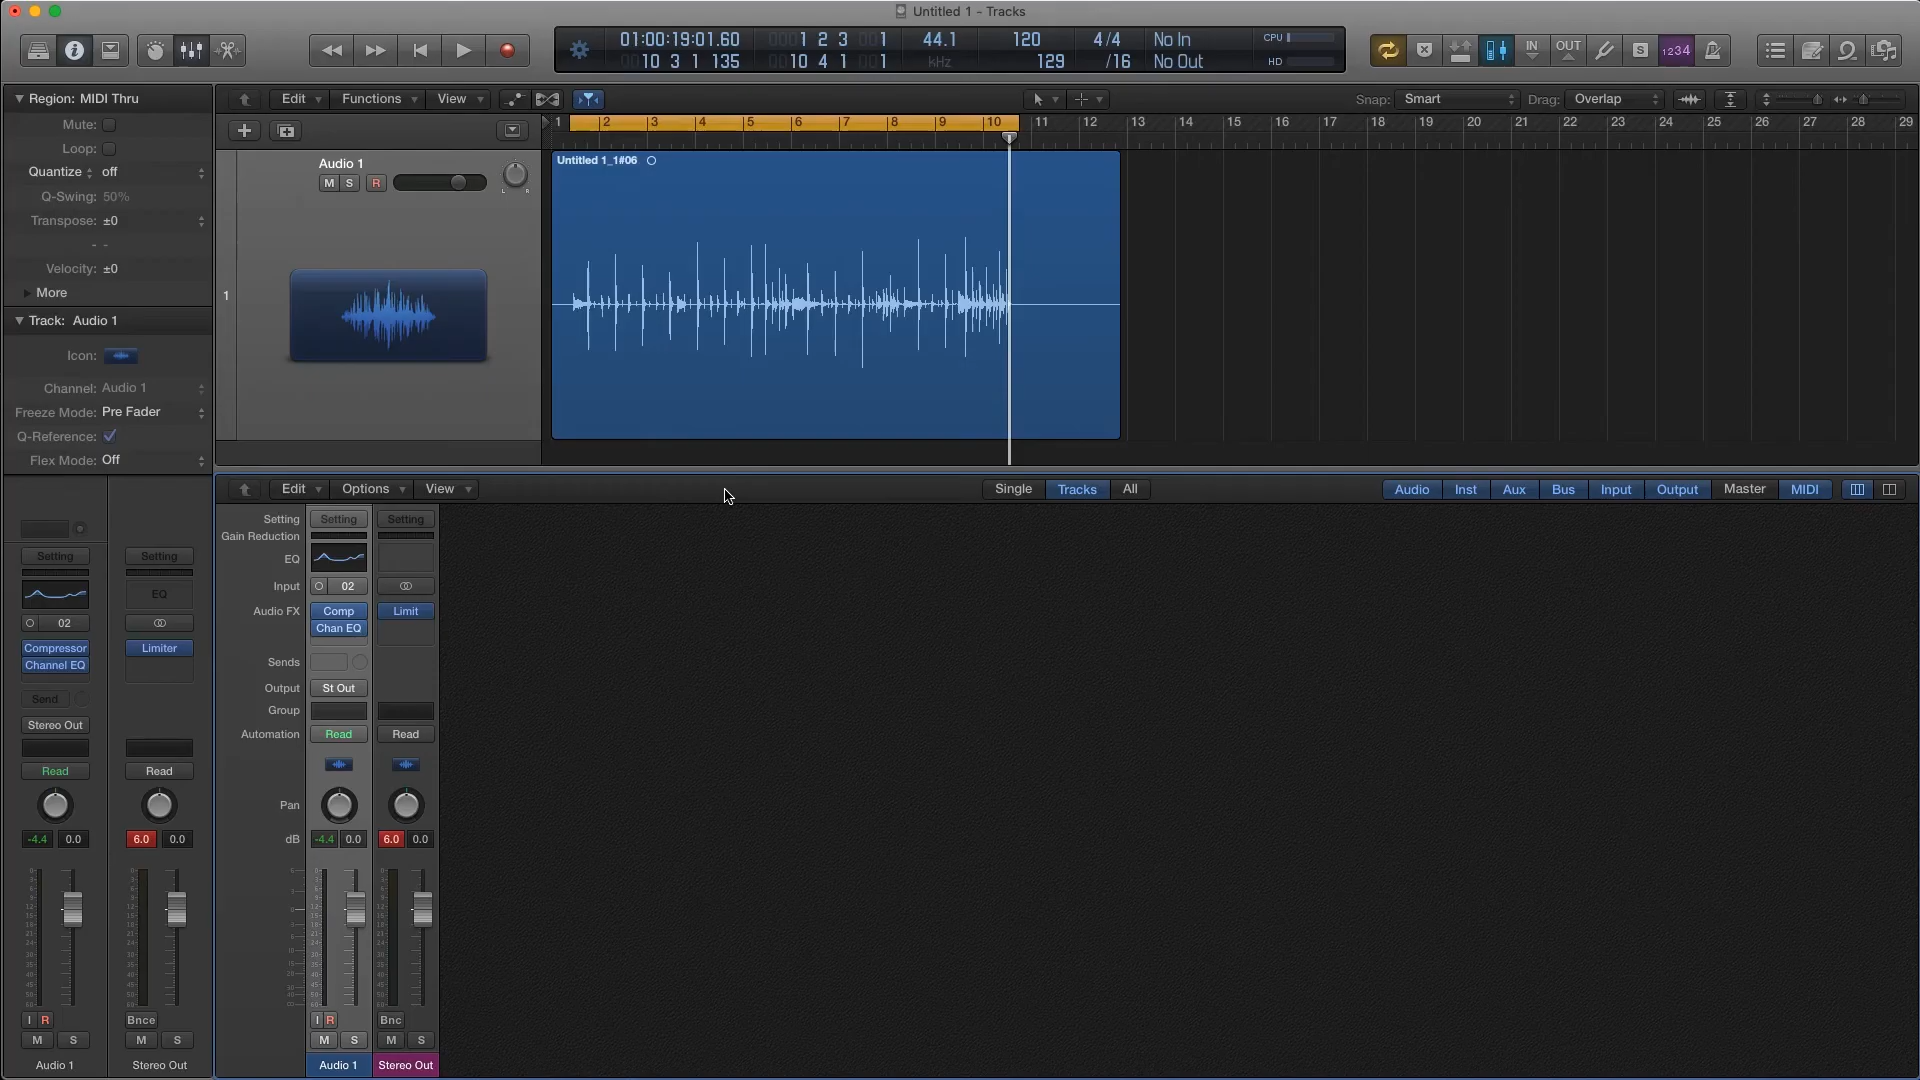 Untitled 1 - Tracks
01:00:19:01.60 0001 2 3 001 44.1 120 4/4 No In CPU
0010 3 1 135 0010 4 1 001 kHz 129 /16 No Out HD
IN OUT S 1234
Region: MIDI Thru
Edit Functions View Snap: Smart Drag: Overlap
Mute:
Loop:
Quantize off
Q-Swing: 50%
Transpose: ±0
- -
Velocity: ±0
More
Track: Audio 1
Icon:
Channel: Audio 1
Freeze Mode: Pre Fader
Q-Reference:
Flex Mode: Off
1 2 3 4 5 6 7 8 9 10 11 12 13 14 15 16 17 18 19 20 21 22 23 24 25 26 27 28 29
1
Audio 1
M S R
L R
Untitled 1_1#06
Edit Options View Single Tracks All Audio Inst Aux Bus Input Output Master MIDI
Setting Setting
EQ
02
Compressor Limiter
Channel EQ
Send
Stereo Out
Read Read
-4.4 0.0 6.0 0.0
I R Bnce
M S M S
Audio 1 Stereo Out
Setting Setting Setting
Gain Reduction
EQ
Input 02
Audio FX Comp Limit
Chan EQ
Sends
Output St Out
Group
Automation Read Read
Pan
dB -4.4 0.0 6.0 0.0
I R Bnc
M S M S
Audio 1 Stereo Out